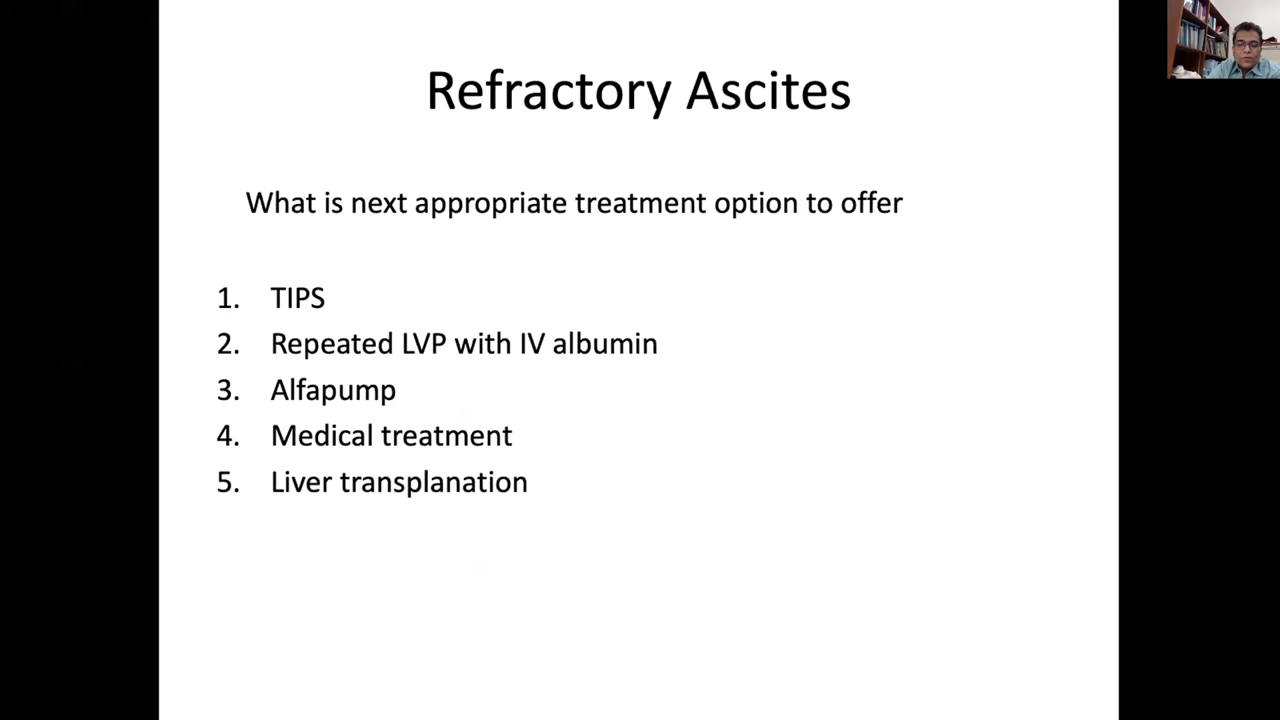 Refractory Ascites
What is next appropriate treatment option to offer
1. TIPS
2. Repeated LVP with IV albumin
3. Alfapump
4. Medical treatment
5. Liver transplanation